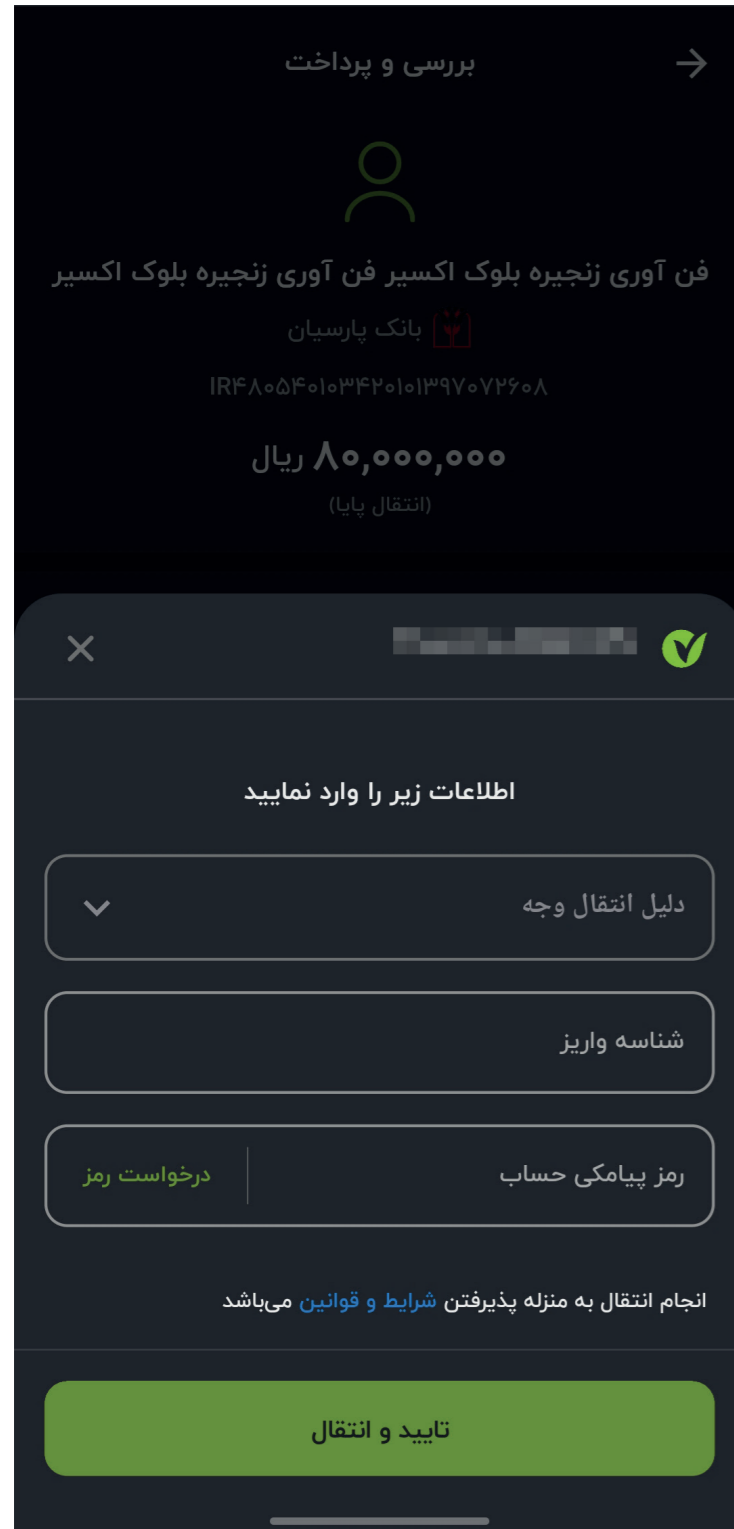 بررسی و پرداخت
فن آوری زنجیره بلوک اکسیر فن آوری زنجیره بلوک اکسیر
بانک پارسیان
IR۴۸۰۵۴۰۱۰۳۴۲۰۱۰۱۳۹۷۰۷۲۶۰۸
۸۰,۰۰۰,۰۰۰ ریال
(انتقال پایا)
اطلاعات زیر را وارد نمایید
دلیل انتقال وجه
شناسه واریز
رمز پیامکی حساب درخواست رمز
انجام انتقال به منزله پذیرفتن شرایط و قوانین می‌باشد
تایید و انتقال